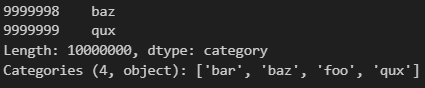 9999998    baz
9999999    qux
Length: 10000000, dtype: category
Categories (4, object): ['bar', 'baz', 'foo', 'qux']